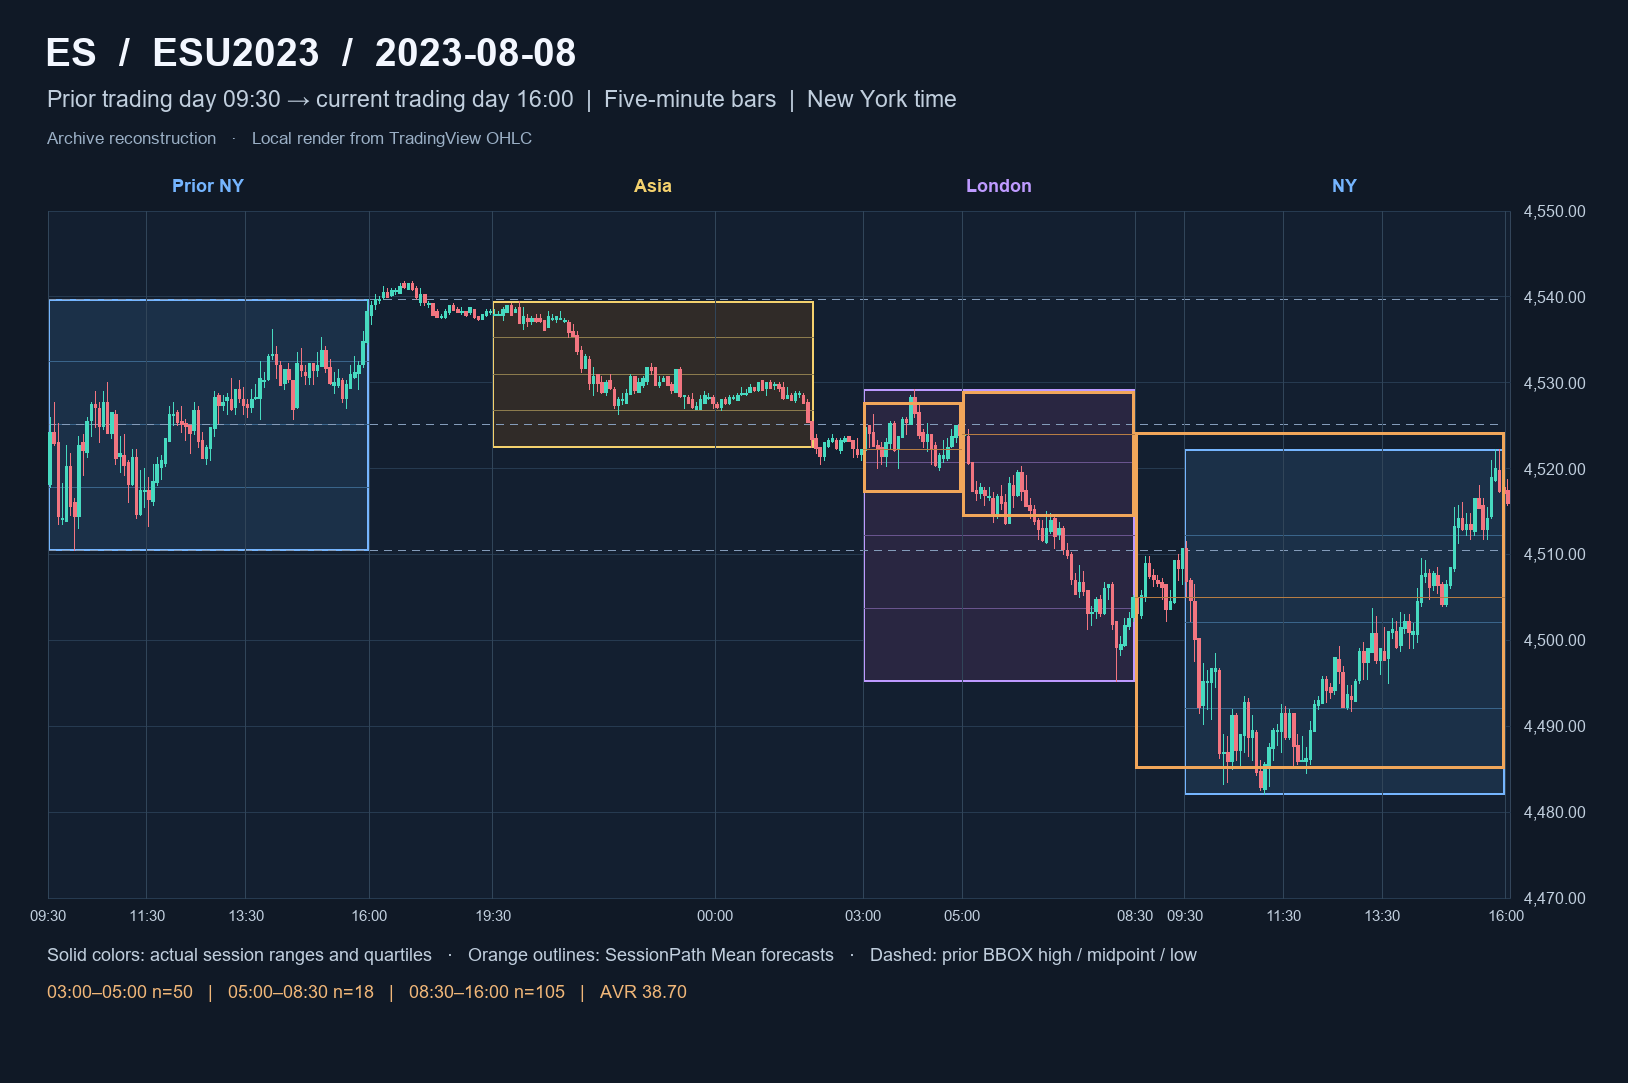 ES / ESU2023 / 2023-08-08
Prior trading day 09:30 → current trading day 16:00 | Five-minute bars | New York time
Archive reconstruction · Local render from TradingView OHLC
Prior NY Asia London NY
4,550.00
4,540.00
4,530.00
4,520.00
4,510.00
4,500.00
4,490.00
4,480.00
4,470.00
09:30 11:30 13:30 16:00 19:30 00:00 03:00 05:00 08:30 09:30 11:30 13:30 16:00
Solid colors: actual session ranges and quartiles · Orange outlines: SessionPath Mean forecasts · Dashed: prior BBOX high / midpoint / low
03:00–05:00 n=50 | 05:00–08:30 n=18 | 08:30–16:00 n=105 | AVR 38.70